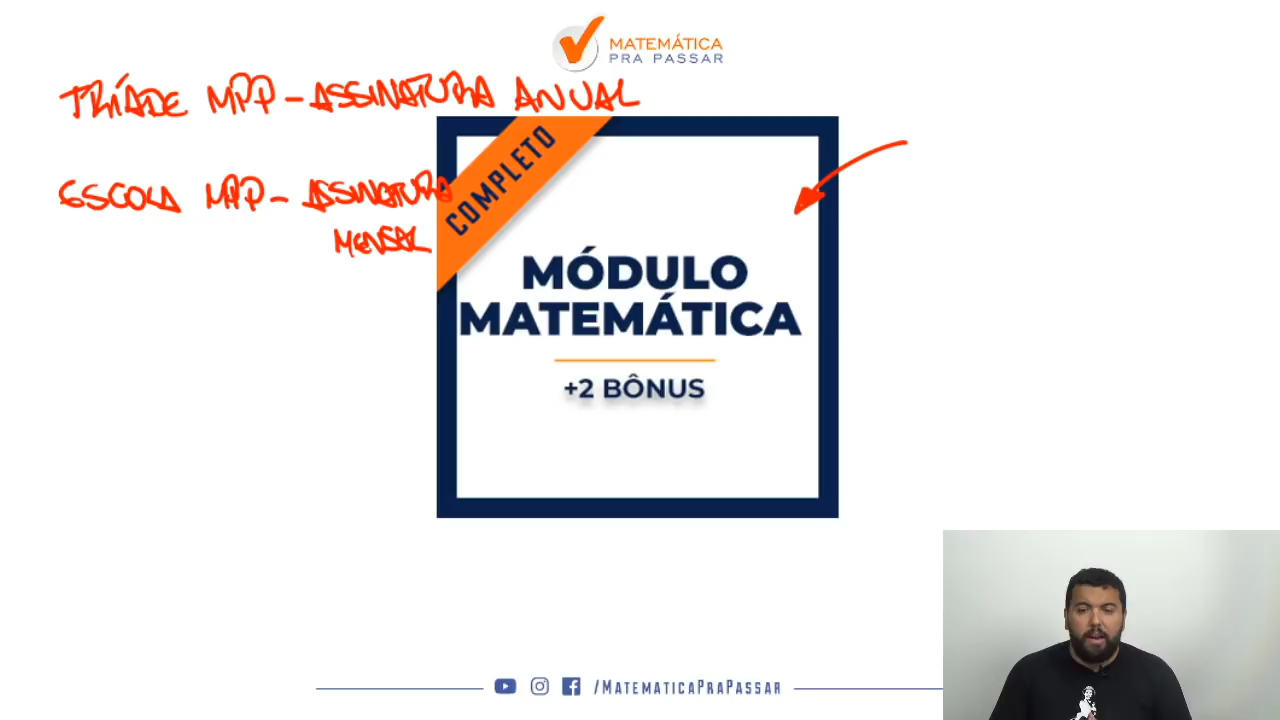 MATEMÁTICA
PRA PASSAR
TRÍADE MPP - ASSINATURA ANUAL
ESCOLA MPP - ASSINATURA
MENSAL
COMPLETO
MÓDULO
MATEMÁTICA
+2 BÔNUS
/MATEMATICAPRAPASSAR